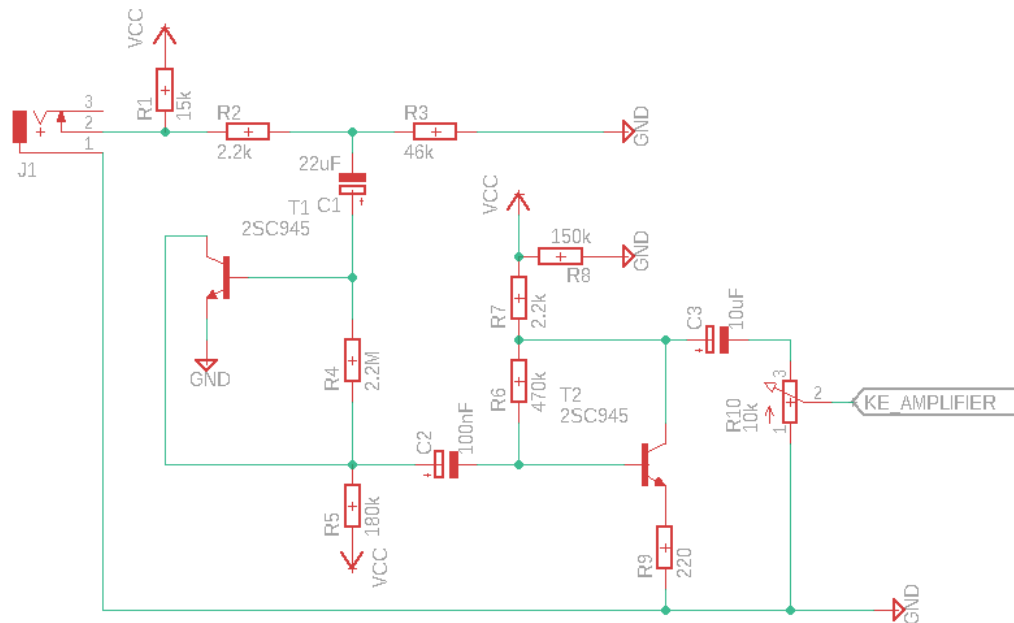 VCC
R1
15k
3
2
1
J1
R2
2.2k
R3
46k
GND
22uF
C1
T1
2SC945
GND
R4
2.2M
VCC
150k
R8
GND
R7
2.2k
R6
470k
T2
2SC945
C3
10uF
3
2
1
R10
10k
KE_AMPLIFIER
C2
100nF
R5
180k
VCC
R9
220
GND